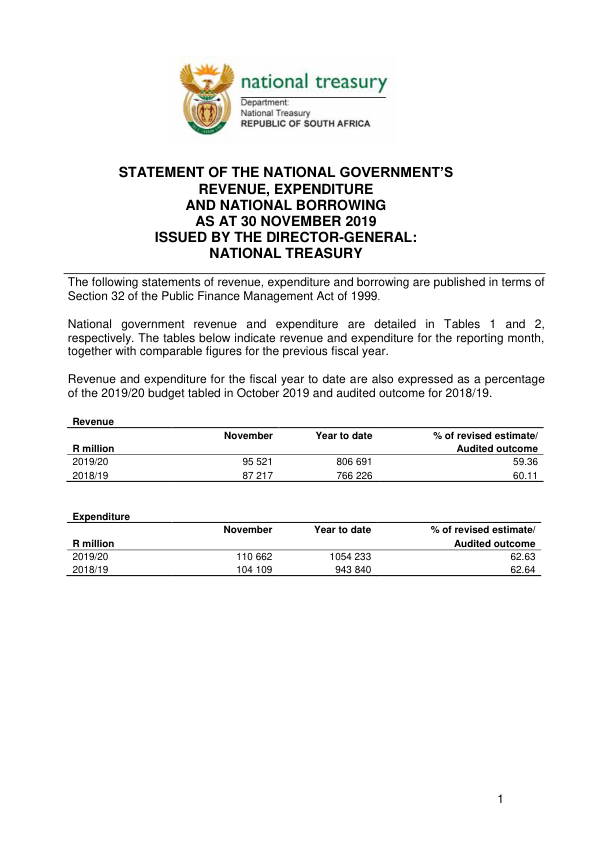 national treasury
Department:
National Treasury
REPUBLIC OF SOUTH AFRICA
STATEMENT OF THE NATIONAL GOVERNMENT'S
REVENUE, EXPENDITURE
AND NATIONAL BORROWING
AS AT 30 NOVEMBER 2019
ISSUED BY THE DIRECTOR-GENERAL:
NATIONAL TREASURY
The following statements of revenue, expenditure and borrowing are published in terms of
Section 32 of the Public Finance Management Act of 1999.
National government revenue and expenditure are detailed in Tables 1 and 2,
respectively. The tables below indicate revenue and expenditure for the reporting month,
together with comparable figures for the previous fiscal year.
Revenue and expenditure for the fiscal year to date are also expressed as a percentage
of the 2019/20 budget tabled in October 2019 and audited outcome for 2018/19.
Revenue
November Year to date % of revised estimate/
R million Audited outcome
2019/20 95 521 806 691 59.36
2018/19 87 217 766 226 60.11
Expenditure
November Year to date % of revised estimate/
R million Audited outcome
2019/20 110 662 1054 233 62.63
2018/19 104 109 943 840 62.64
1